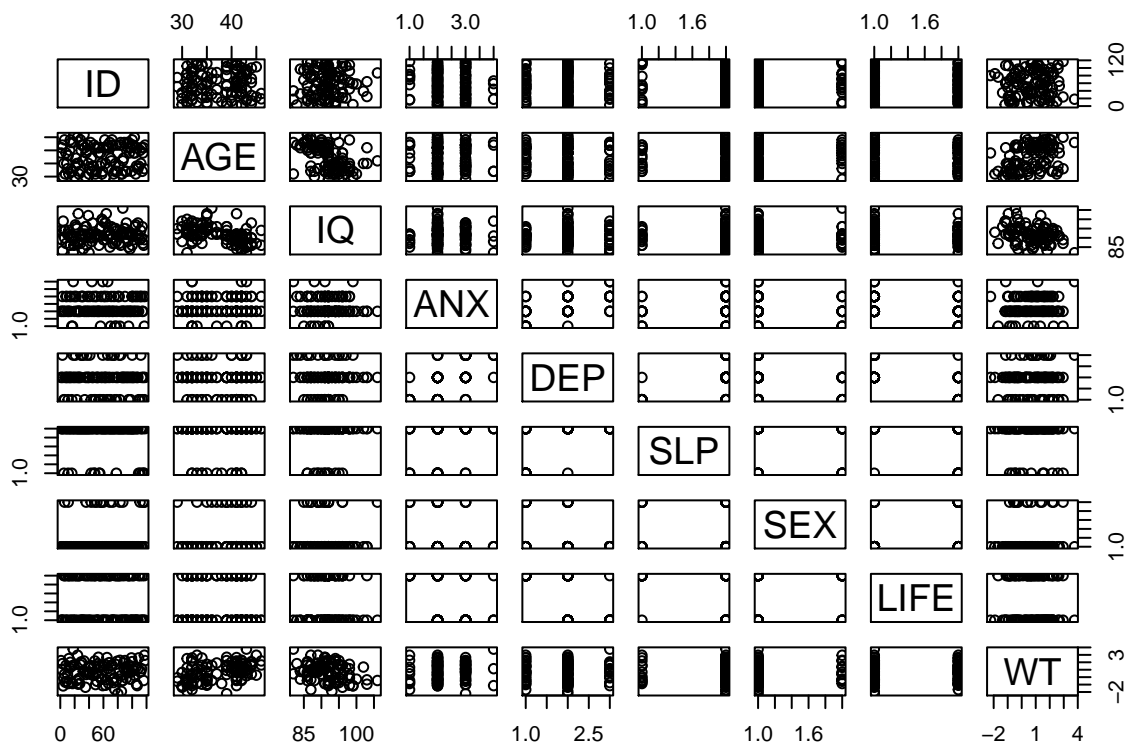 30 40 1.0 3.0 1.0 1.6 1.0 1.6
ID 0 120
30 AGE
IQ 85
1.0 ANX
DEP 1.0
1.0 SLP
SEX 1.0
1.0 LIFE
WT −2 3
0 60 85 100 1.0 2.5 1.0 1.6 −2 1 4